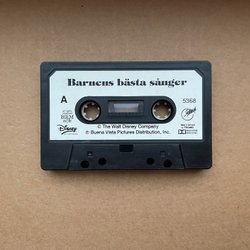 Barnens bästa sånger
A
5368
© The Walt Disney Company
© Buena Vista Pictures Distribution, Inc.
Disney